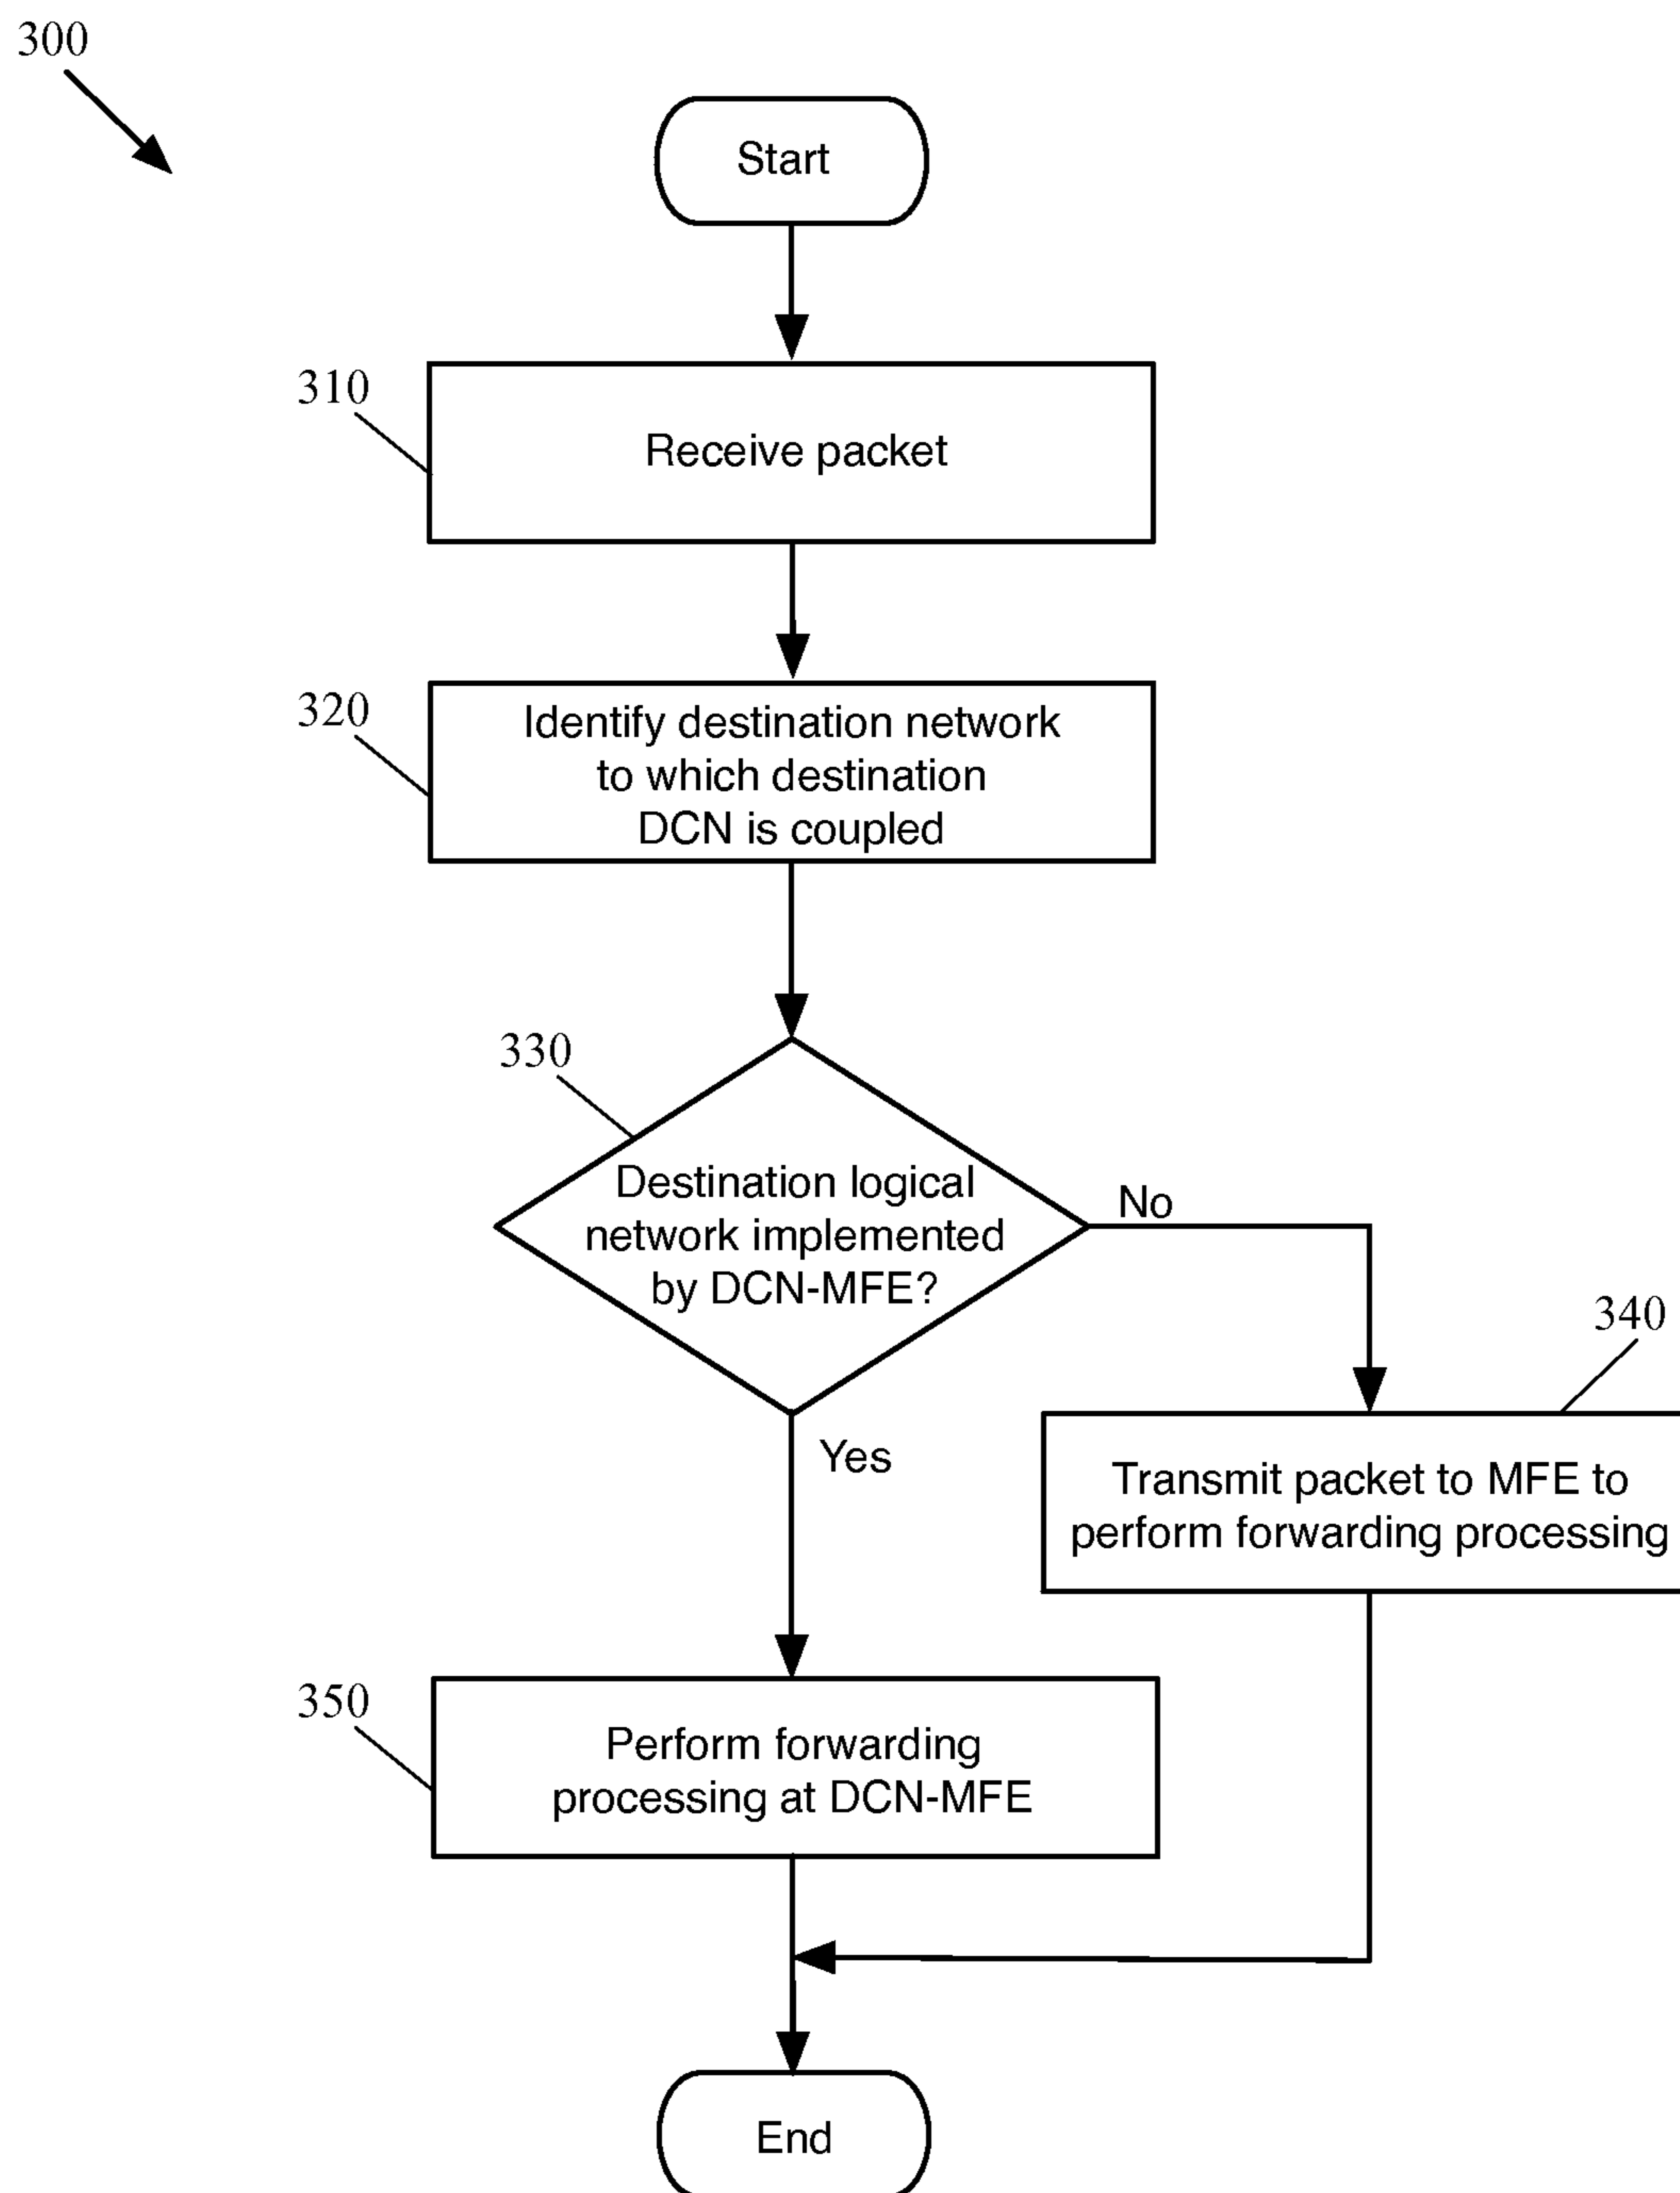 300
Start
310
Receive packet
320
Identify destination network
to which destination
DCN is coupled
330
Destination logical
network implemented
by DCN-MFE?
No
Yes
340
Transmit packet to MFE to
perform forwarding processing
350
Perform forwarding
processing at DCN-MFE
End